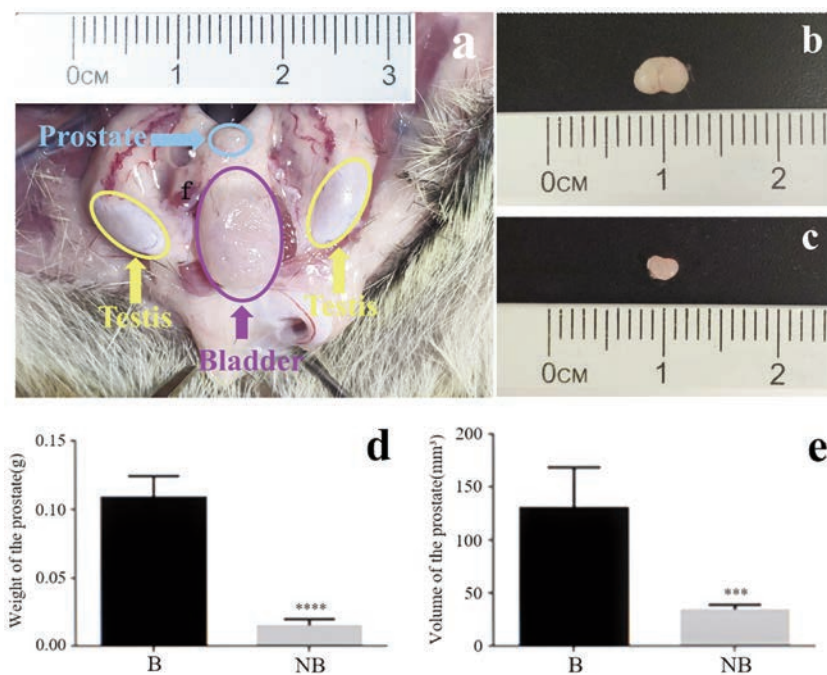 a
0CM 1 2 3
Prostate
f
Testis
Testis
Bladder
b
0CM 1 2
c
0CM 1 2
d
Weight of the prostate(g)
0.15
0.10
0.05
0.00
****
B NB
e
Volume of the prostate(mm³)
200
150
100
50
0
***
B NB